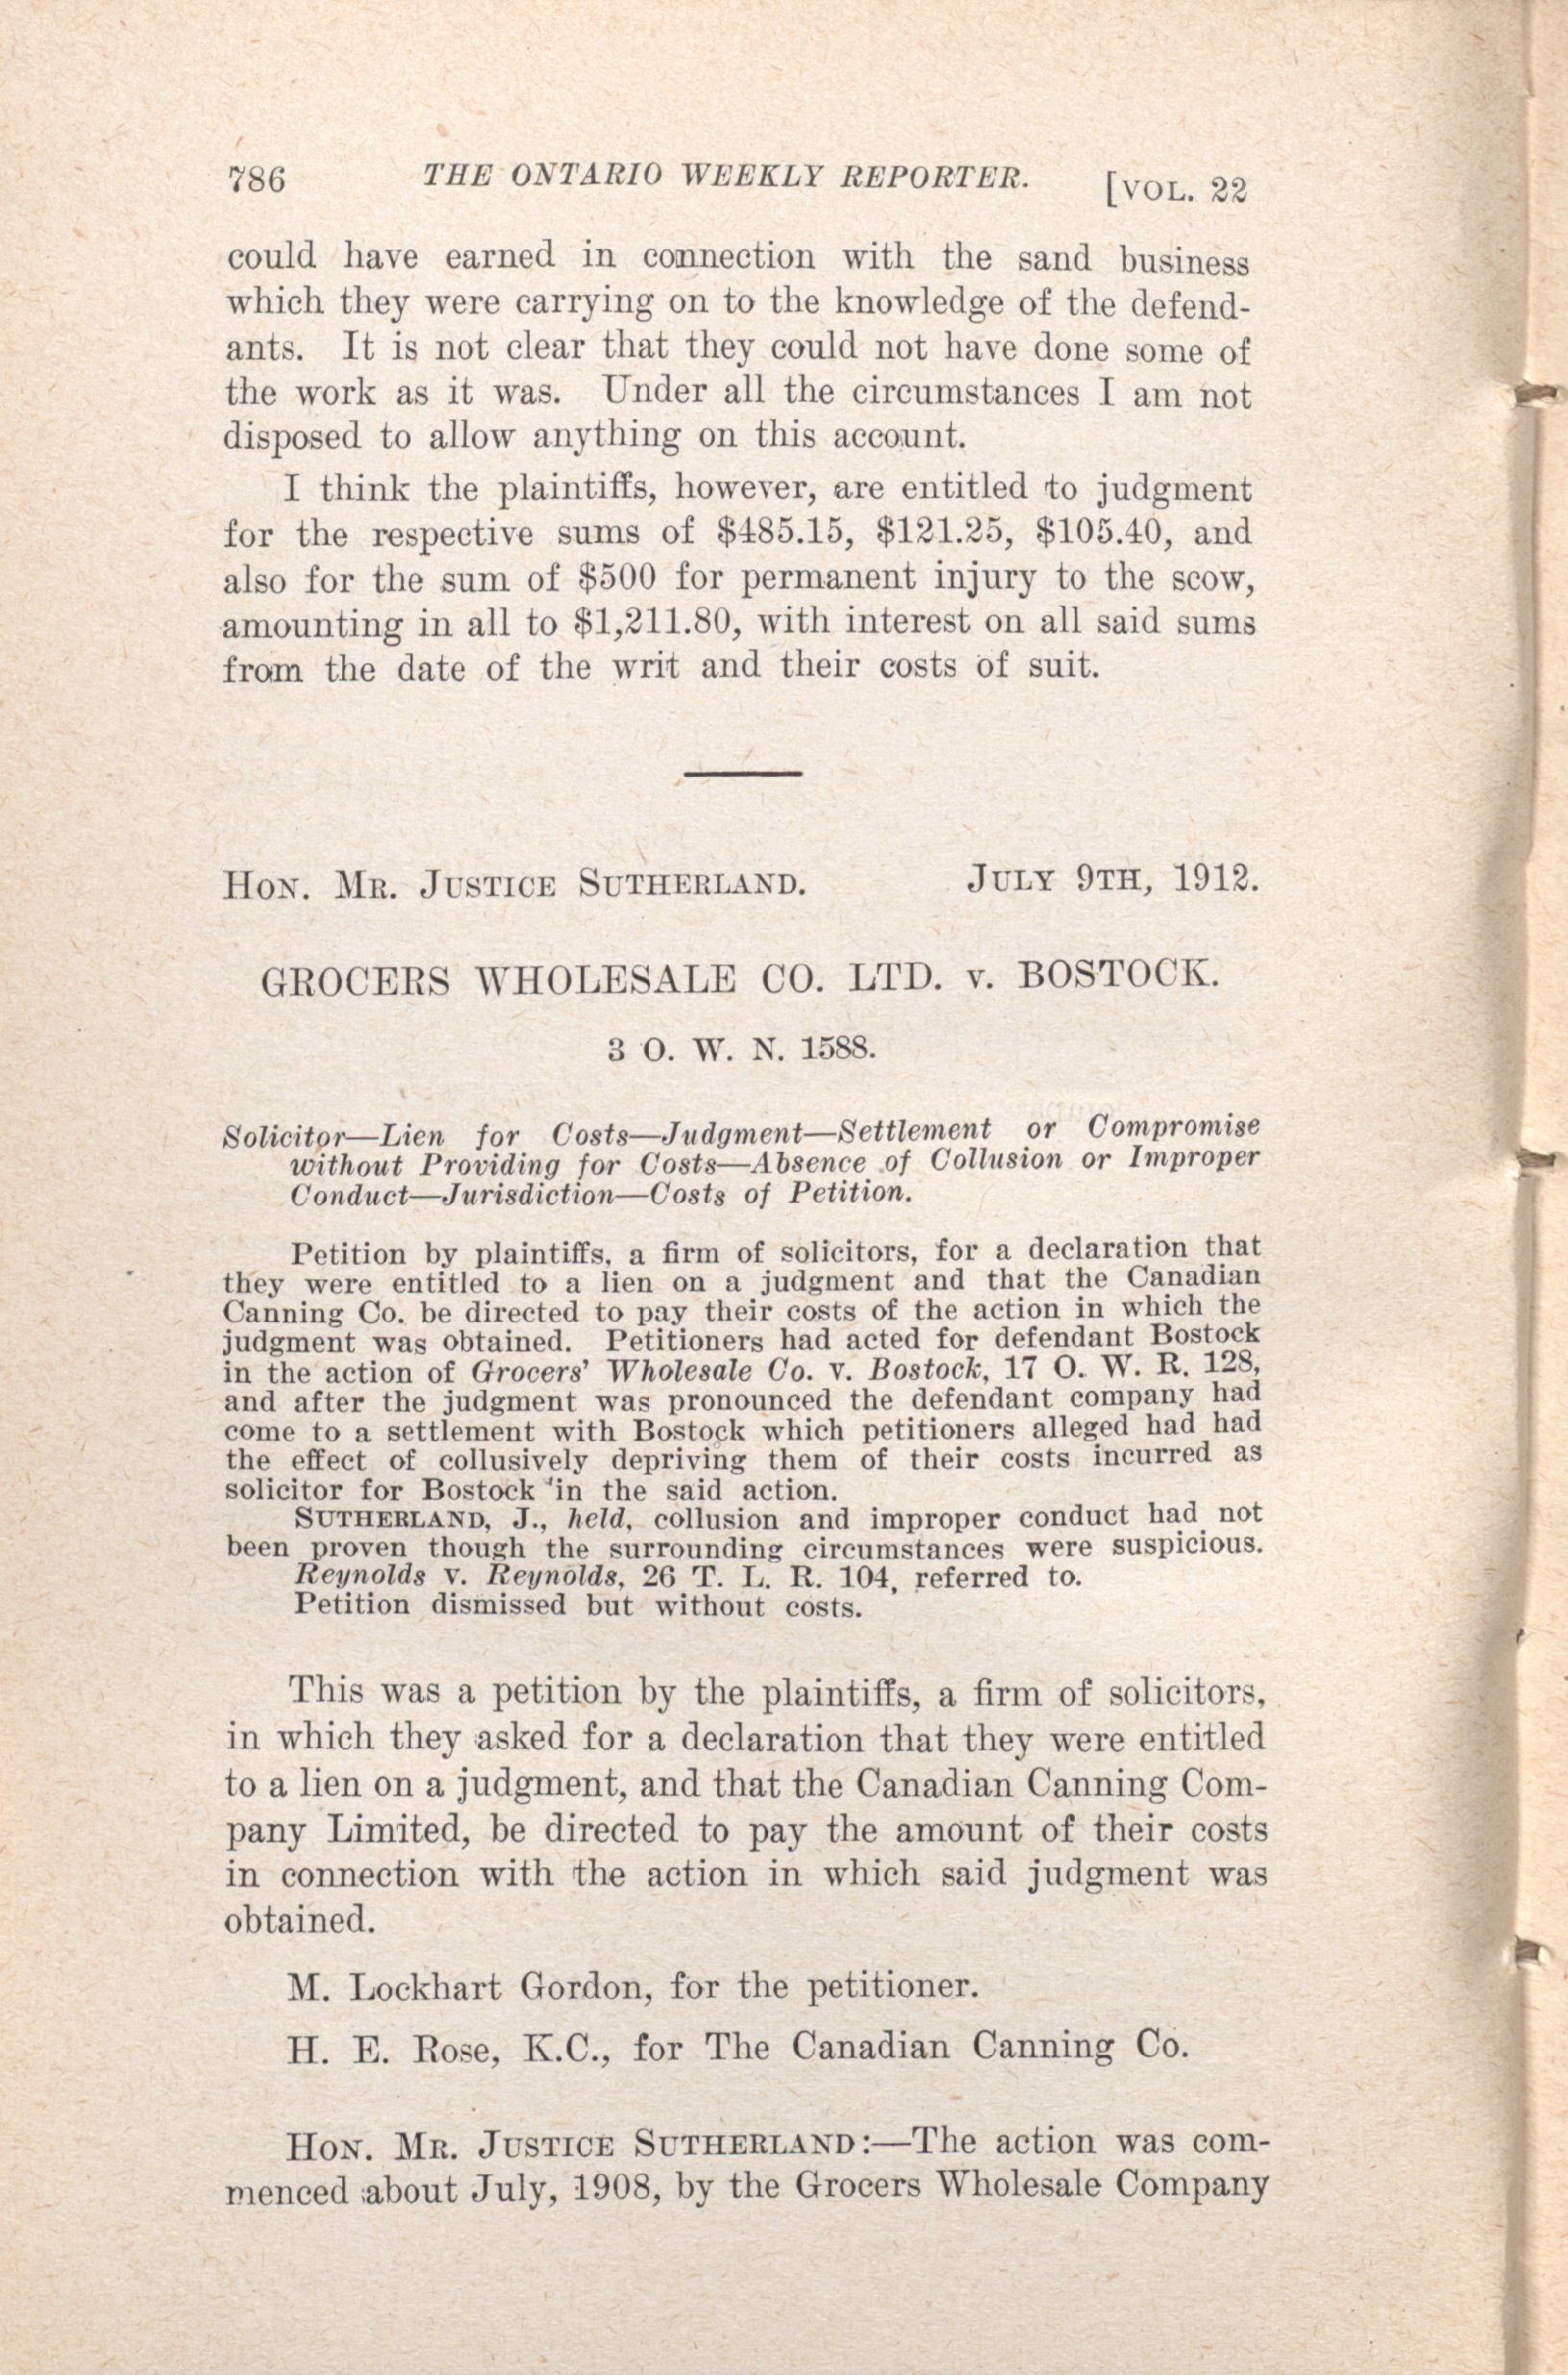 786 THE ONTARIO WEEKLY REPORTER. [VOL. 22
could have earned in connection with the sand business
which they were carrying on to the knowledge of the defend-
ants. It is not clear that they could not have done some of
the work as it was. Under all the circumstances I am not
disposed to allow anything on this account.
I think the plaintiffs, however, are entitled to judgment
for the respective sums of $485.15, $121.25, $105.40, and
also for the sum of $500 for permanent injury to the scow,
amounting in all to $1,211.80, with interest on all said sums
from the date of the writ and their costs of suit.
HON. MR. JUSTICE SUTHERLAND. JULY 9TH, 1912.
GROCERS WHOLESALE CO. LTD. v. BOSTOCK.
3 O. W. N. 1588.
Solicitor—Lien for Costs—Judgment—Settlement or Compromise
without Providing for Costs—Absence of Collusion or Improper
Conduct—Jurisdiction—Costs of Petition.
Petition by plaintiffs, a firm of solicitors, for a declaration that
they were entitled to a lien on a judgment and that the Canadian
Canning Co. be directed to pay their costs of the action in which the
judgment was obtained. Petitioners had acted for defendant Bostock
in the action of Grocers' Wholesale Co. v. Bostock, 17 O. W. R. 128,
and after the judgment was pronounced the defendant company had
come to a settlement with Bostock which petitioners alleged had had
the effect of collusively depriving them of their costs incurred as
solicitor for Bostock in the said action.
SUTHERLAND, J., held, collusion and improper conduct had not
been proven though the surrounding circumstances were suspicious.
Reynolds v. Reynolds, 26 T. L. R. 104, referred to.
Petition dismissed but without costs.
This was a petition by the plaintiffs, a firm of solicitors,
in which they asked for a declaration that they were entitled
to a lien on a judgment, and that the Canadian Canning Com-
pany Limited, be directed to pay the amount of their costs
in connection with the action in which said judgment was
obtained.
M. Lockhart Gordon, for the petitioner.
H. E. Rose, K.C., for The Canadian Canning Co.
HON. MR. JUSTICE SUTHERLAND:—The action was com-
menced about July, 1908, by the Grocers Wholesale Company